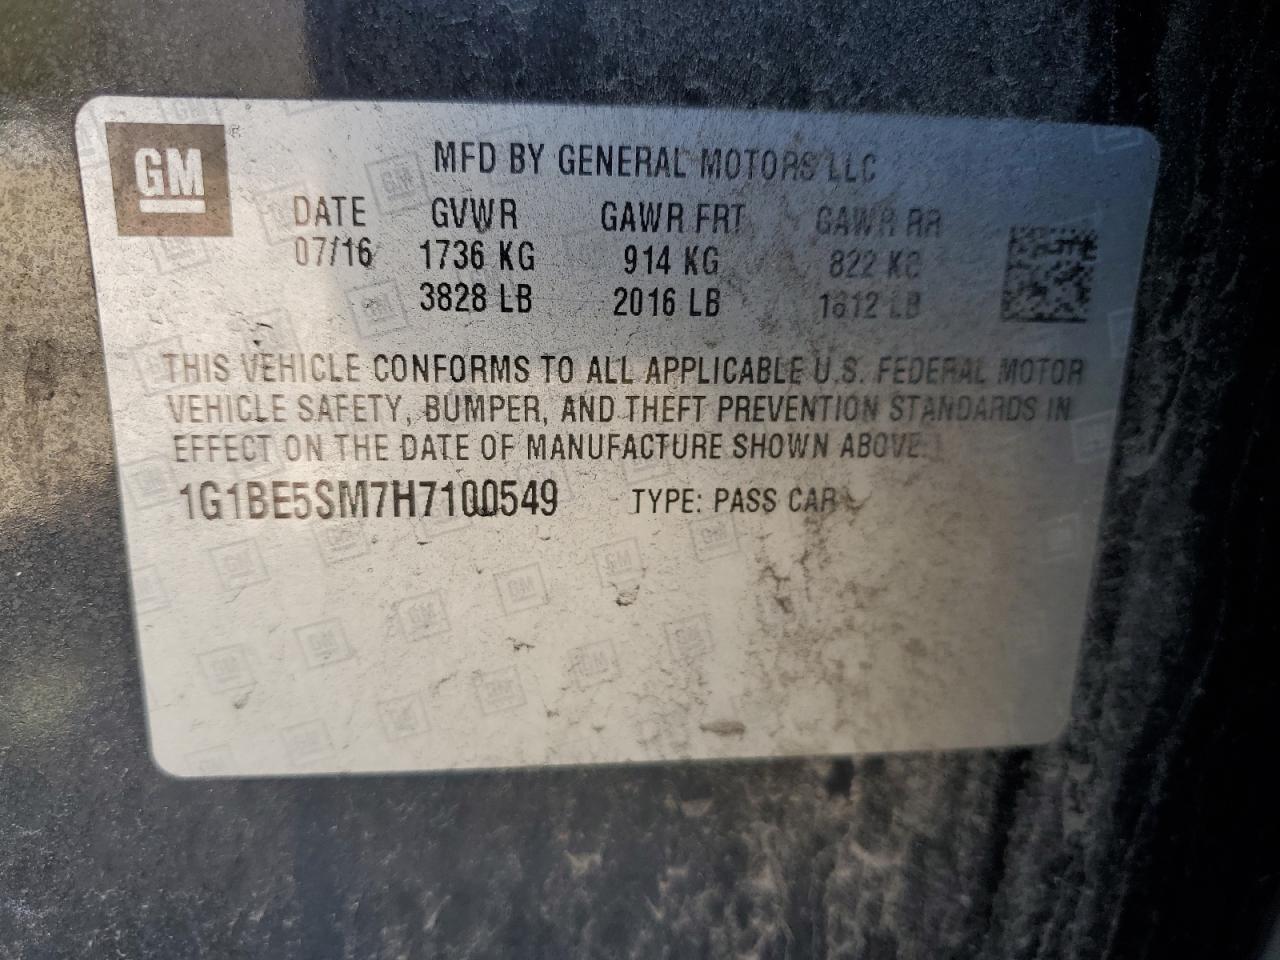 GM
MFD BY GENERAL MOTORS LLC
DATE GVWR GAWR FRT GAWR RR
07/16 1736 KG 914 KG 822 KG
3828 LB 2016 LB 1812 LB
THIS VEHICLE CONFORMS TO ALL APPLICABLE U.S. FEDERAL MOTOR
VEHICLE SAFETY, BUMPER, AND THEFT PREVENTION STANDARDS IN
EFFECT ON THE DATE OF MANUFACTURE SHOWN ABOVE.
1G1BE5SM7H7100549 TYPE: PASS CAR